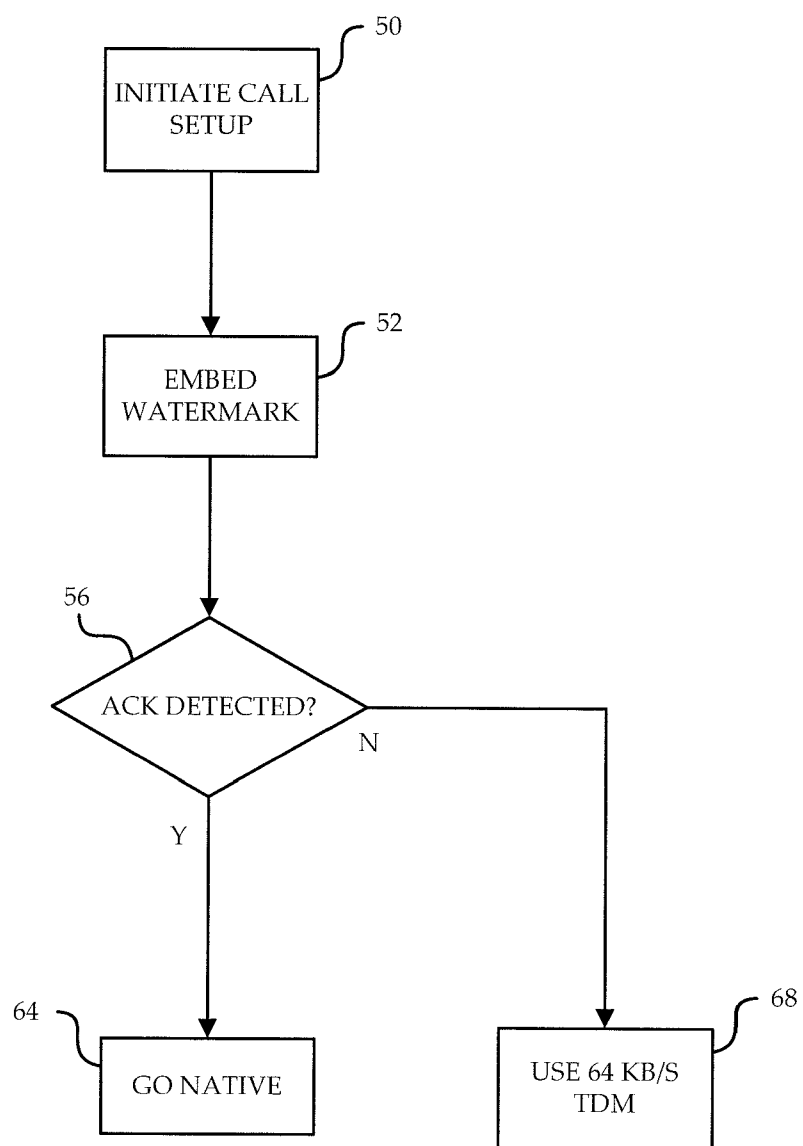 50
INITIATE CALL
SETUP
52
EMBED
WATERMARK
56
ACK DETECTED?
N
Y
64
GO NATIVE
68
USE 64 KB/S
TDM